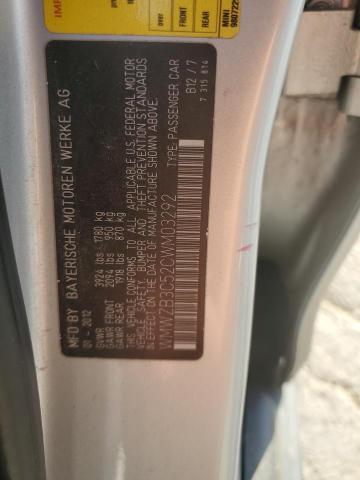 MFD BY BAYERISCHE MOTOREN WERKE AG
01 - 2012
GVWR 3924 lbs 1780 kg
GAWR FRONT 2094 lbs 950 kg
GAWR REAR 1918 lbs 870 kg
THIS VEHICLE CONFORMS TO ALL APPLICABLE U.S. FEDERAL MOTOR
VEHICLE SAFETY, BUMPER AND THEFT PREVENTION STANDARDS
IN EFFECT ON THE DATE OF MANUFACTURE SHOWN ABOVE.
WMWZB3C52CWM03292 TYPE: PASSENGER CAR
B12 / 7
7 315 814
over
FRONT
REAR
MINI